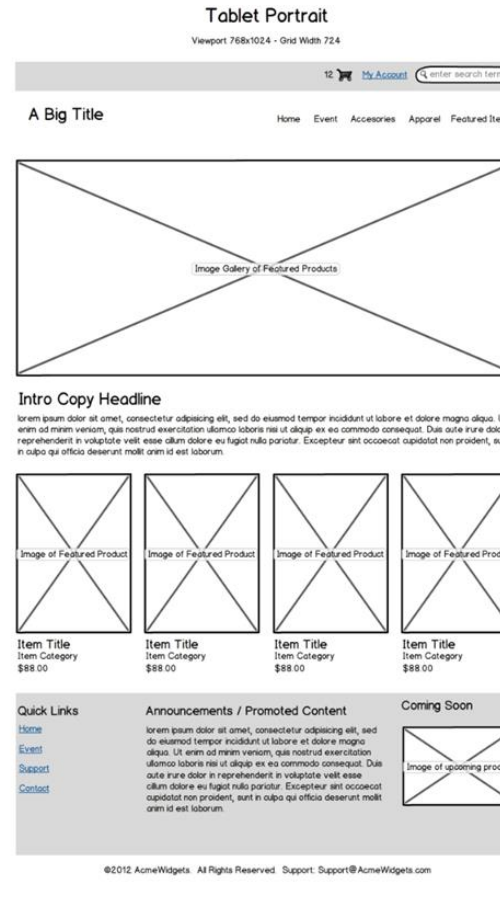 Tablet Portrait
Viewport 768x1024 - Grid Width 724
12 My Account enter search term
A Big Title
Home Event Accesories Apparel Featured Ite
Image Gallery of Featured Products
Intro Copy Headline
lorem ipsum dolor sit amet, consectetur adipisicing elit, sed do eiusmod tempor incididunt ut labore et dolore magna aliqua. U
enim ad minim veniam, quis nostrud exercitation ullamco laboris nisi ut aliquip ex ea commodo consequat. Duis aute irure dolo
reprehenderit in voluptate velit esse cillum dolore eu fugiat nulla pariatur. Excepteur sint occaecat cupidatat non proident, su
in culpa qui officia deserunt mollit anim id est laborum.
Image of Featured Product Image of Featured Product Image of Featured Product Image of Featured Prod
Item Title Item Title Item Title Item Title
Item Category Item Category Item Category Item Category
$88.00 $88.00 $88.00 $88.00
Quick Links
Home
Event
Support
Contact
Announcements / Promoted Content
lorem ipsum dolor sit amet, consectetur adipisicing elit, sed
do eiusmod tempor incididunt ut labore et dolore magna
aliqua. Ut enim ad minim veniam, quis nostrud exercitation
ullamco laboris nisi ut aliquip ex ea commodo consequat. Duis
aute irure dolor in reprehenderit in voluptate velit esse
cillum dolore eu fugiat nulla pariatur. Excepteur sint occaecat
cupidatat non proident, sunt in culpa qui officia deserunt mollit
anim id est laborum.
Coming Soon
Image of upcoming prod
©2012 AcmeWidgets. All Rights Reserved. Support: Support@AcmeWidgets.com